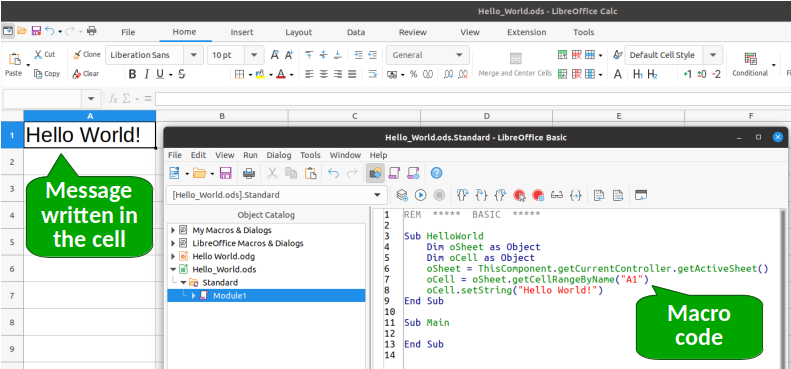 Hello_World.ods - LibreOffice Calc
File Home Insert Layout Data Review View Extension Tools
Cut Clone Liberation Sans 10 pt General Default Cell Style
Paste Copy Clear B I U S Merge and Center Cells A H1 H2 +1 ±0 -2 Conditional
A B C D E F
1 Hello World!
2
3
4
5
6
7
8
9
Message
written in
the cell
Hello_World.ods.Standard - LibreOffice Basic
File Edit View Run Dialog Tools Window Help
[Hello_World.ods].Standard
Object Catalog
My Macros & Dialogs
LibreOffice Macros & Dialogs
Hello World.odg
Hello_World.ods
Standard
Module1
1 REM ***** BASIC *****
2
3 Sub HelloWorld
4 Dim oSheet as Object
5 Dim oCell as Object
6 oSheet = ThisComponent.getCurrentController.getActiveSheet()
7 oCell = oSheet.getCellRangeByName("A1")
8 oCell.setString("Hello World!")
9 End Sub
10
11 Sub Main
12
13 End Sub
14
Macro
code